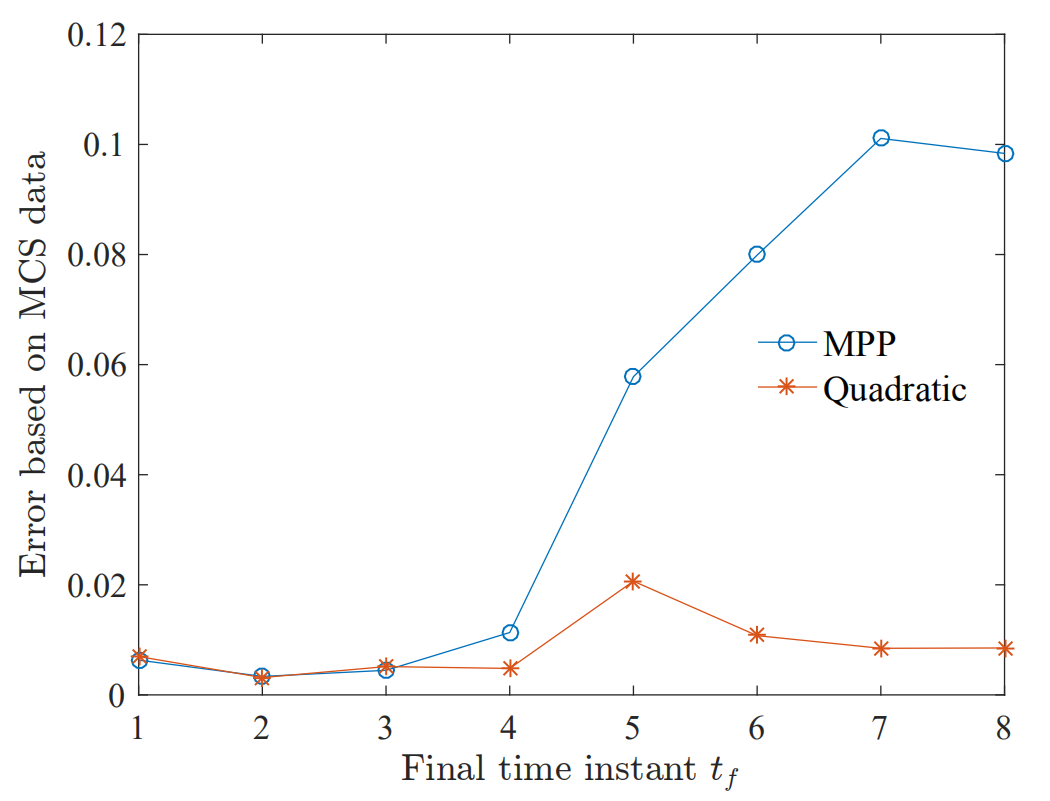 0.12
0.1
0.08
0.06
0.04
0.02
0
Error based on MCS data
MPP
Quadratic
1 2 3 4 5 6 7 8
Final time instant t_f